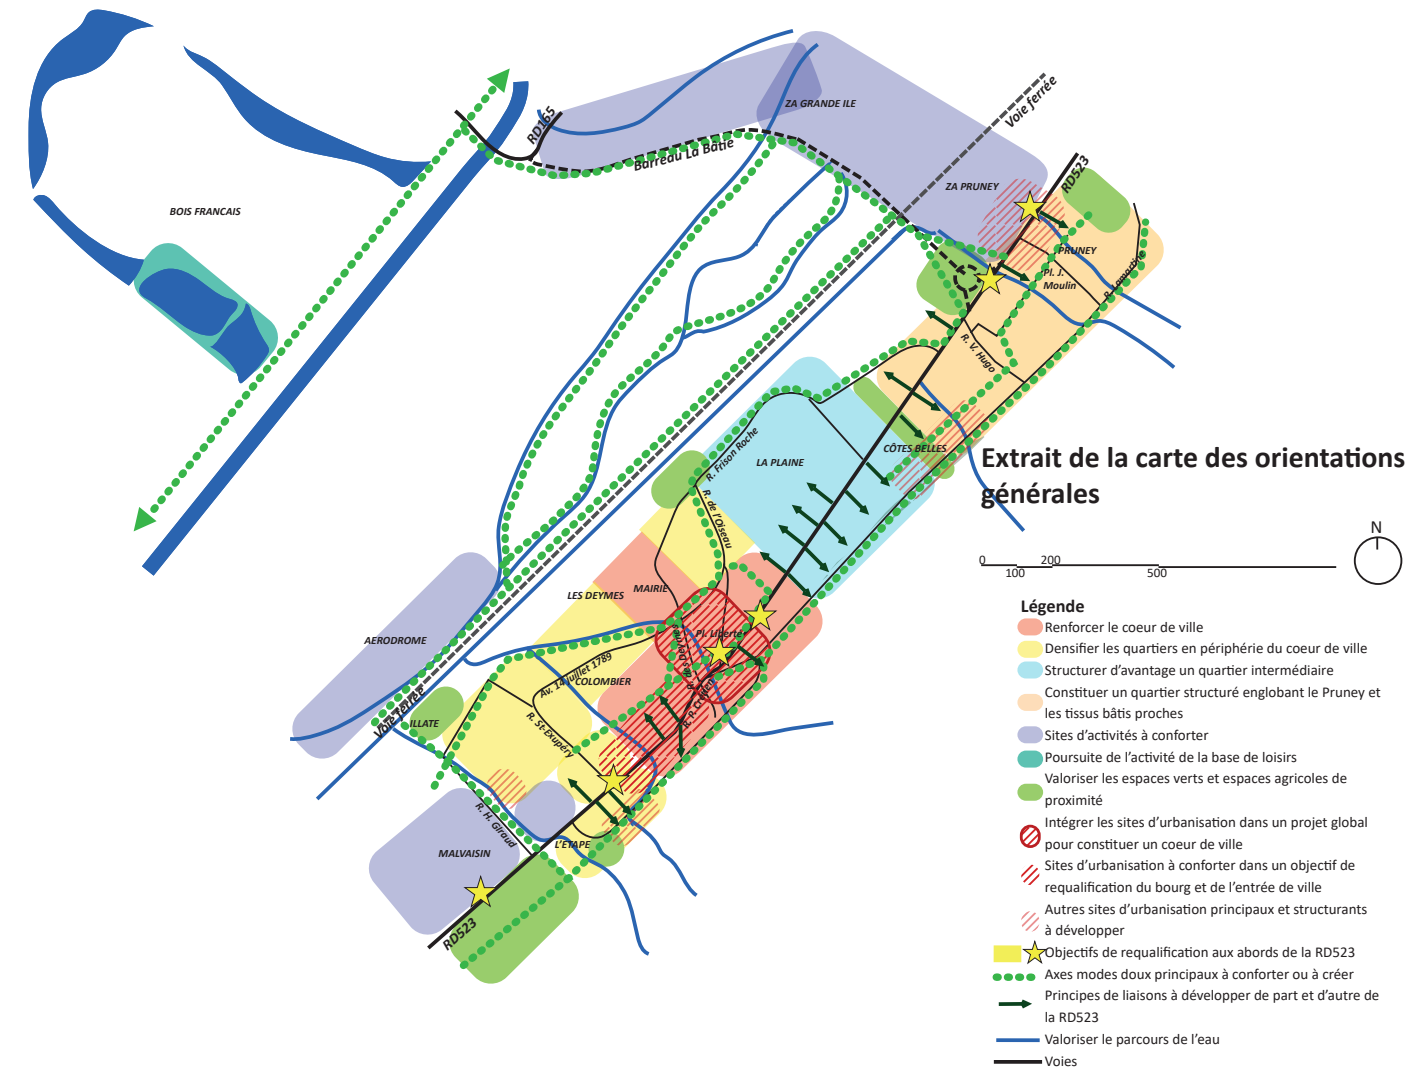 RD165
Voie ferrée
ZA GRANDE ILE
Barreau La Bâtie
RD523
ZA PRUNEY
BOIS FRANCAIS
PRUNEY
Pl. J.
Moulin
R. Lamartine
R. V. Hugo
CÔTES BELLES
LA PLAINE
R. Frison Roche
R. de l'Oiseau
MAIRIE
LES DEYMES
Pl. Liberté
AERODROME
Av. 14 juillet 1789
COLOMBIER
R. St-Exupéry
ILLATE
Voie ferrée
R. H. Giraud
L'ETAPE
MALVAISIN
RD523
Extrait de la carte des orientations
générales
N
0
100
200
500
Légende
Renforcer le coeur de ville
Densifier les quartiers en périphérie du coeur de ville
Structurer d'avantage un quartier intermédiaire
Constituer un quartier structuré englobant le Pruney et
les tissus bâtis proches
Sites d'activités à conforter
Poursuite de l'activité de la base de loisirs
Valoriser les espaces verts et espaces agricoles de
proximité
Intégrer les sites d'urbanisation dans un projet global
pour constituer un coeur de ville
Sites d'urbanisation à conforter dans un objectif de
requalification du bourg et de l'entrée de ville
Autres sites d'urbanisation principaux et structurants
à développer
Objectifs de requalification aux abords de la RD523
Axes modes doux principaux à conforter ou à créer
Principes de liaisons à développer de part et d'autre de
la RD523
Valoriser le parcours de l'eau
Voies